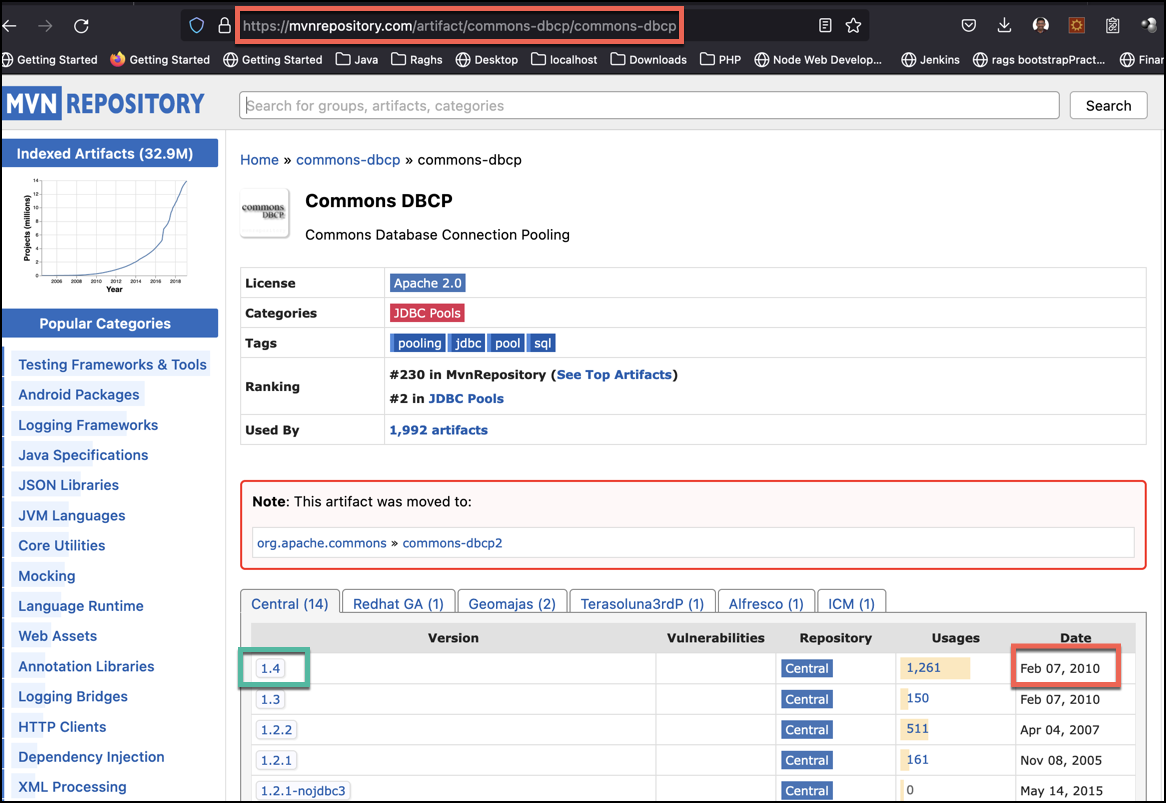 https://mvnrepository.com/artifact/commons-dbcp/commons-dbcp
Getting Started Getting Started Getting Started Java Raghs Desktop localhost Downloads PHP Node Web Develop... Jenkins rags bootstrapPract... Finan
MVN REPOSITORY
Search for groups, artifacts, categories
Search
Indexed Artifacts (32.9M)
Projects (millions)
14
12
10
8
6
4
2
0
2006 2008 2010 2012 2014 2016 2018
Year
Popular Categories
Testing Frameworks & Tools
Android Packages
Logging Frameworks
Java Specifications
JSON Libraries
JVM Languages
Core Utilities
Mocking
Language Runtime
Web Assets
Annotation Libraries
Logging Bridges
HTTP Clients
Dependency Injection
XML Processing
Home » commons-dbcp » commons-dbcp
commons
DBCP
Commons DBCP
Commons Database Connection Pooling
License Apache 2.0
Categories JDBC Pools
Tags pooling jdbc pool sql
Ranking #230 in MvnRepository (See Top Artifacts)
#2 in JDBC Pools
Used By 1,992 artifacts
Note: This artifact was moved to:
org.apache.commons » commons-dbcp2
Central (14) Redhat GA (1) Geomajas (2) Terasoluna3rdP (1) Alfresco (1) ICM (1)
Version Vulnerabilities Repository Usages Date
1.4 Central 1,261 Feb 07, 2010
1.3 Central 150 Feb 07, 2010
1.2.2 Central 511 Apr 04, 2007
1.2.1 Central 161 Nov 08, 2005
1.2.1-nojdbc3 Central 0 May 14, 2015